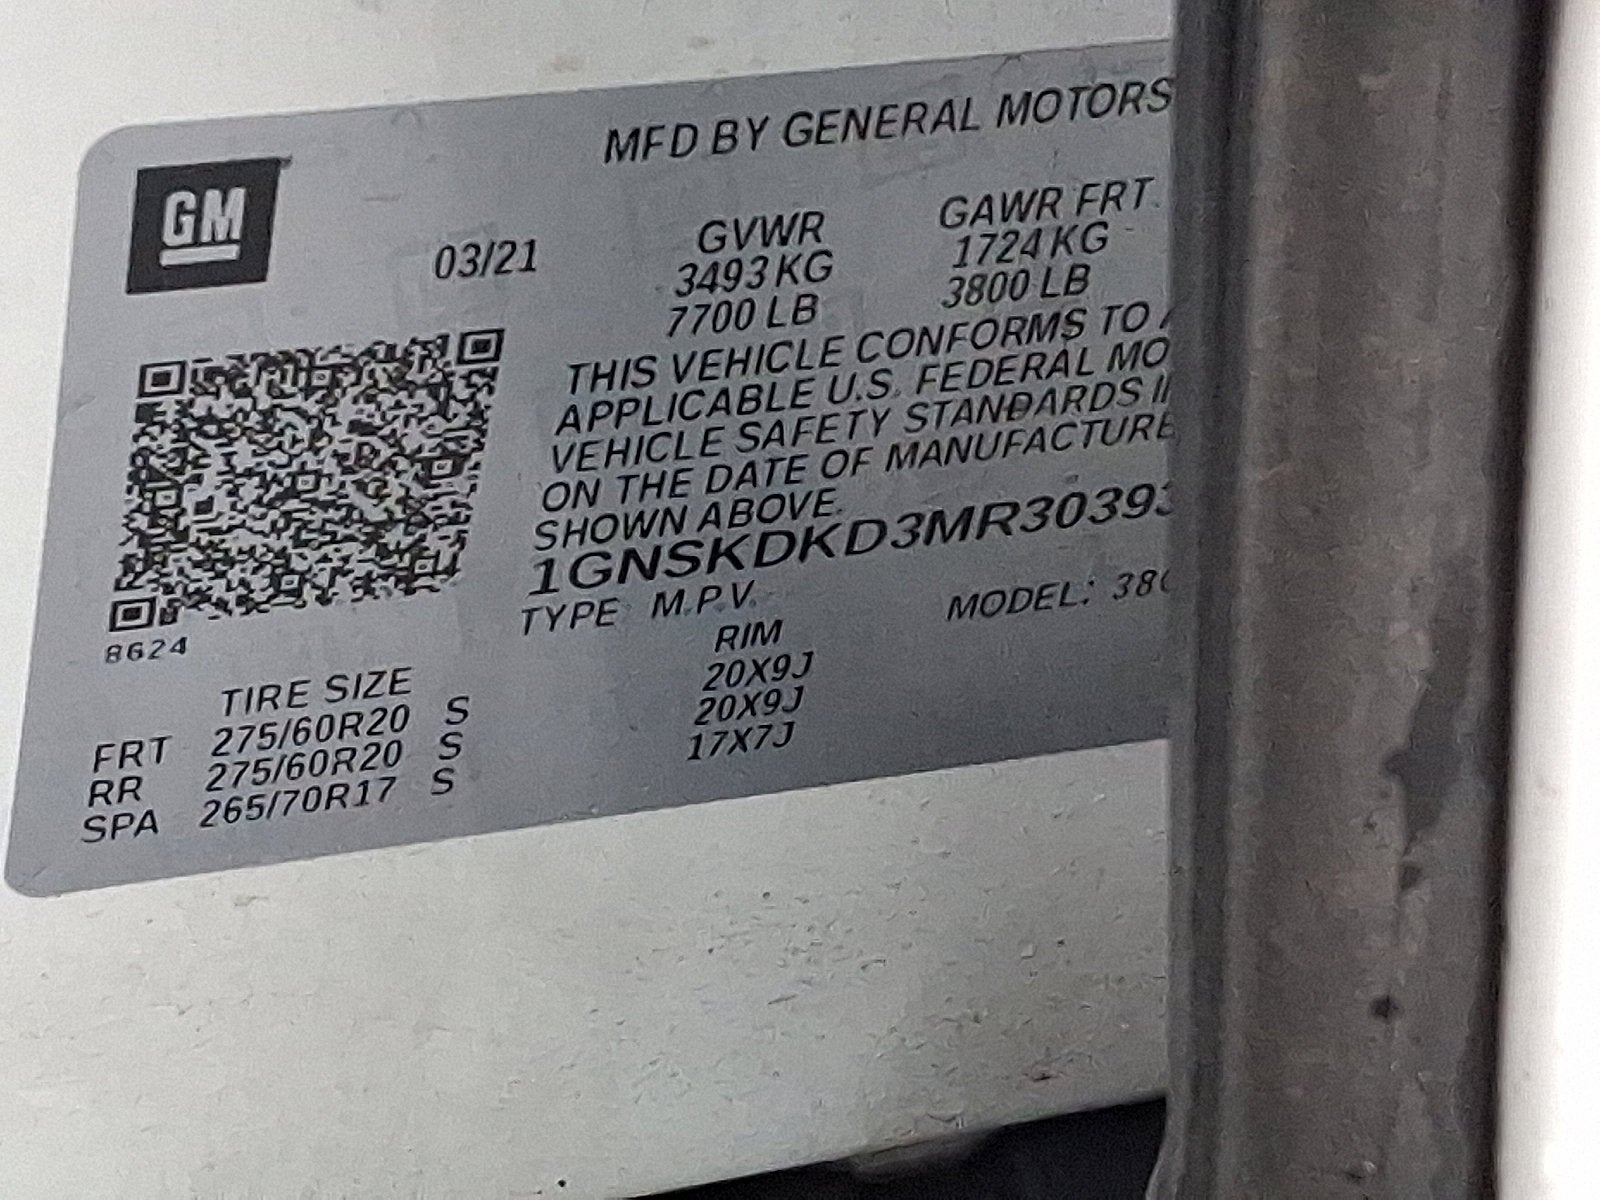 MFD BY GENERAL MOTORS
GM
03/21
GVWR GAWR FRT
3493 KG 1724 KG
7700 LB 3800 LB
THIS VEHICLE CONFORMS TO
APPLICABLE U.S. FEDERAL MO
VEHICLE SAFETY STANDARDS I
ON THE DATE OF MANUFACTURE
SHOWN ABOVE.
1GNSKDKD3MR30393
TYPE M.P.V. MODEL: 38
8624
TIRE SIZE RIM
FRT 275/60R20 S 20X9J
RR 275/60R20 S 20X9J
SPA 265/70R17 S 17X7J